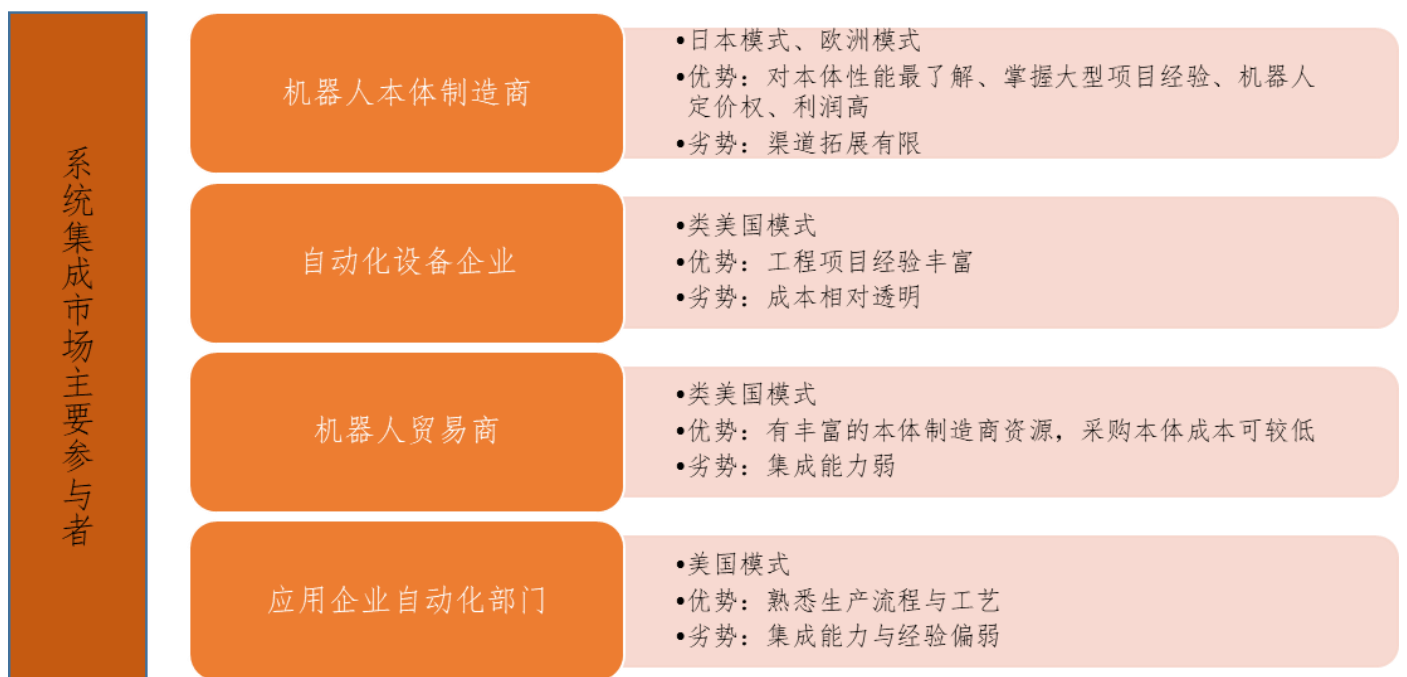 系统集成市场主要参与者
机器人本体制造商
•日本模式、欧洲模式
•优势：对本体性能最了解、掌握大型项目经验、机器人
定价权、利润高
•劣势：渠道拓展有限
自动化设备企业
•类美国模式
•优势：工程项目经验丰富
•劣势：成本相对透明
机器人贸易商
•类美国模式
•优势：有丰富的本体制造商资源，采购本体成本可较低
•劣势：集成能力弱
应用企业自动化部门
•美国模式
•优势：熟悉生产流程与工艺
•劣势：集成能力与经验偏弱